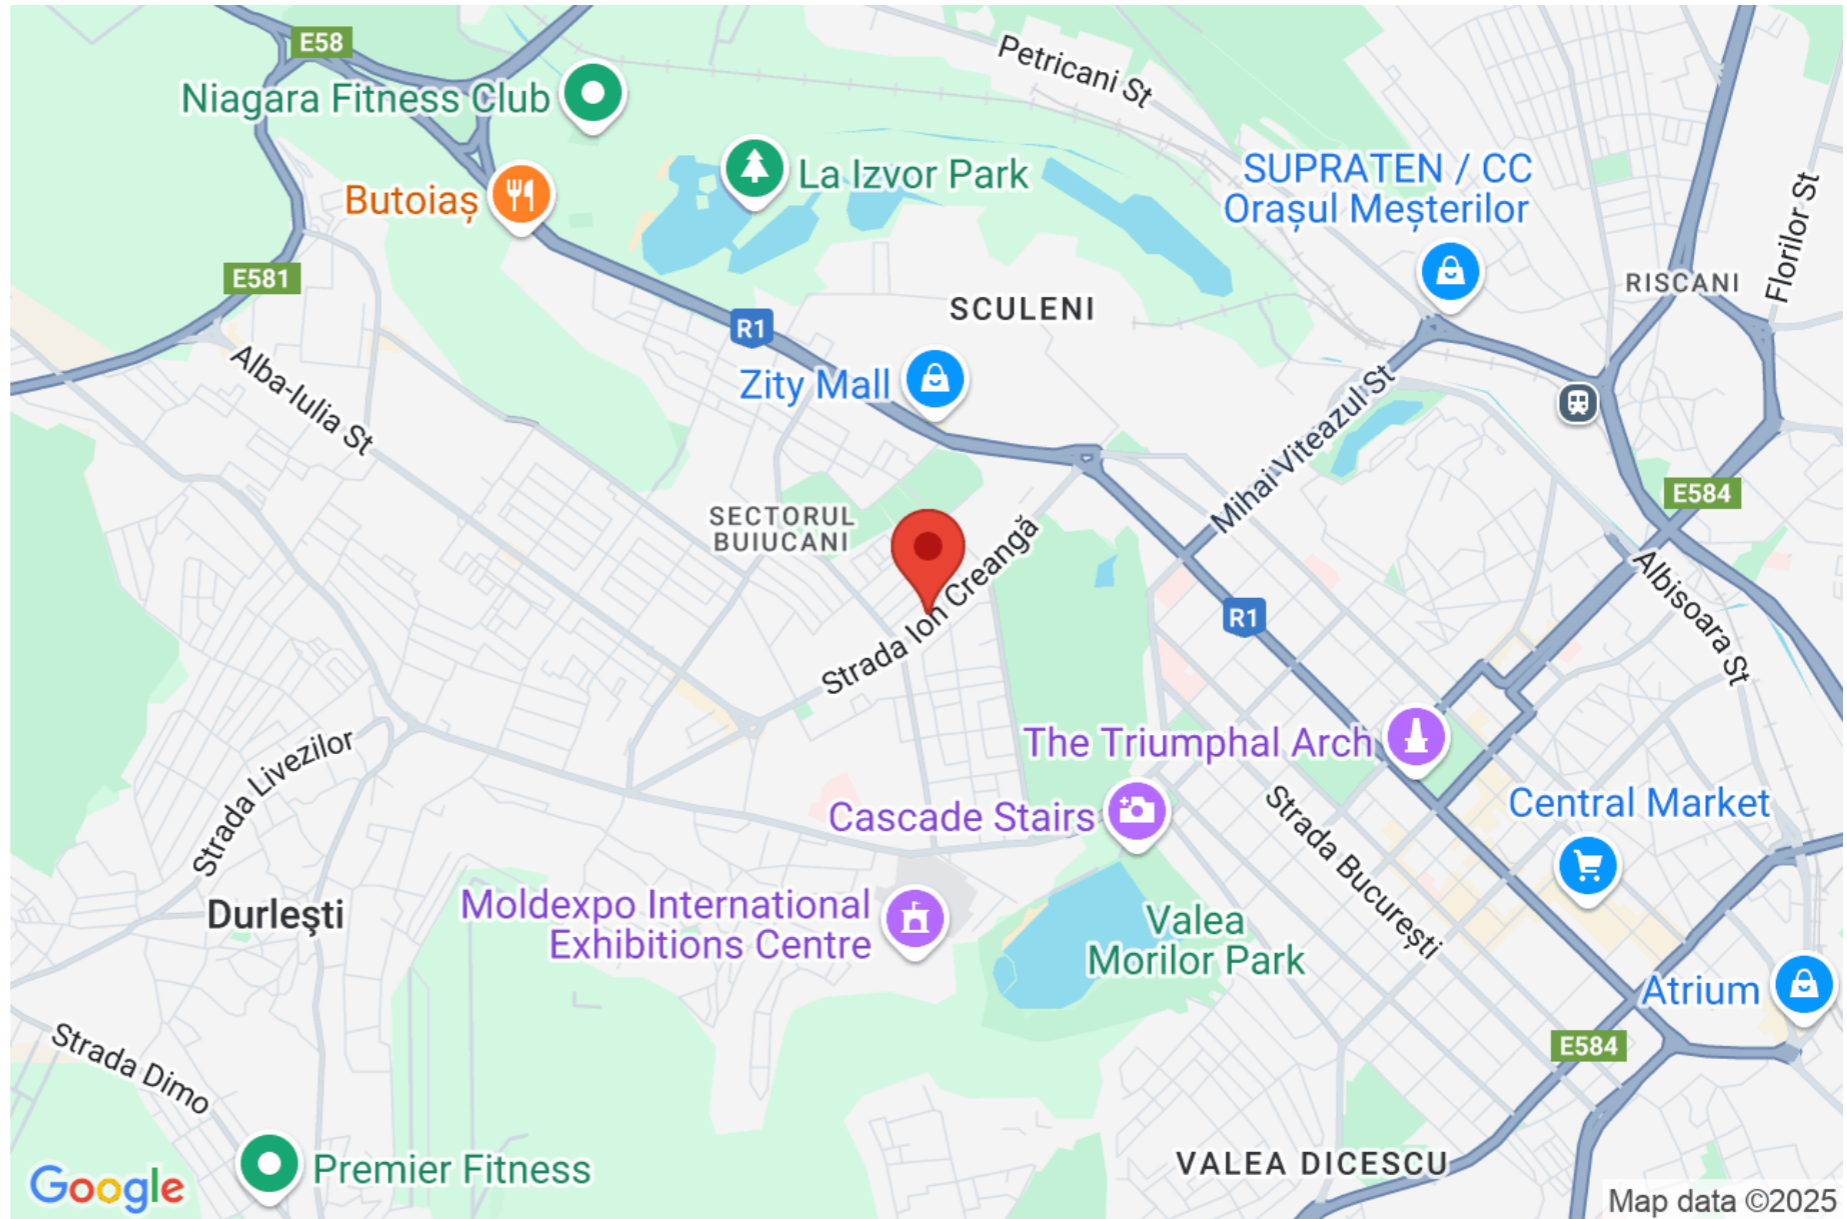 E58
Petricani St
Niagara Fitness Club
La Izvor Park
SUPRATEN / CC
Orașul Meșterilor
Butoiaș
Florilor St
E581
RISCANI
SCULENI
R1
Zity Mall
Alba-Iulia St
Mihai Viteazul St
E584
SECTORUL
BUIUCANI
Strada Ion Creangă
R1
Albisoara St
The Triumphal Arch
Strada Livezilor
Cascade Stairs
Central Market
Strada București
Durleşti
Moldexpo International
Exhibitions Centre
Valea
Morilor Park
Atrium
E584
Strada Dimo
Premier Fitness
VALEA DICESCU
Google
Map data ©2025